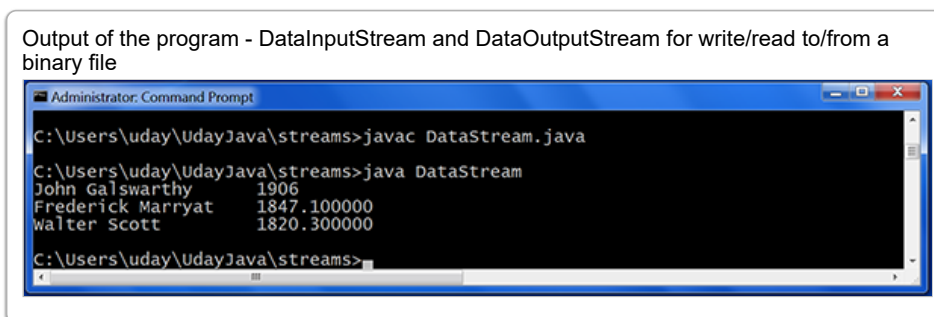 Output of the program - DataInputStream and DataOutputStream for write/read to/from a
binary file
Administrator: Command Prompt
C:\Users\uday\UdayJava\streams>javac DataStream.java
C:\Users\uday\UdayJava\streams>java DataStream
John Galswarthy 1906
Frederick Marryat 1847.100000
Walter Scott 1820.300000
C:\Users\uday\UdayJava\streams>